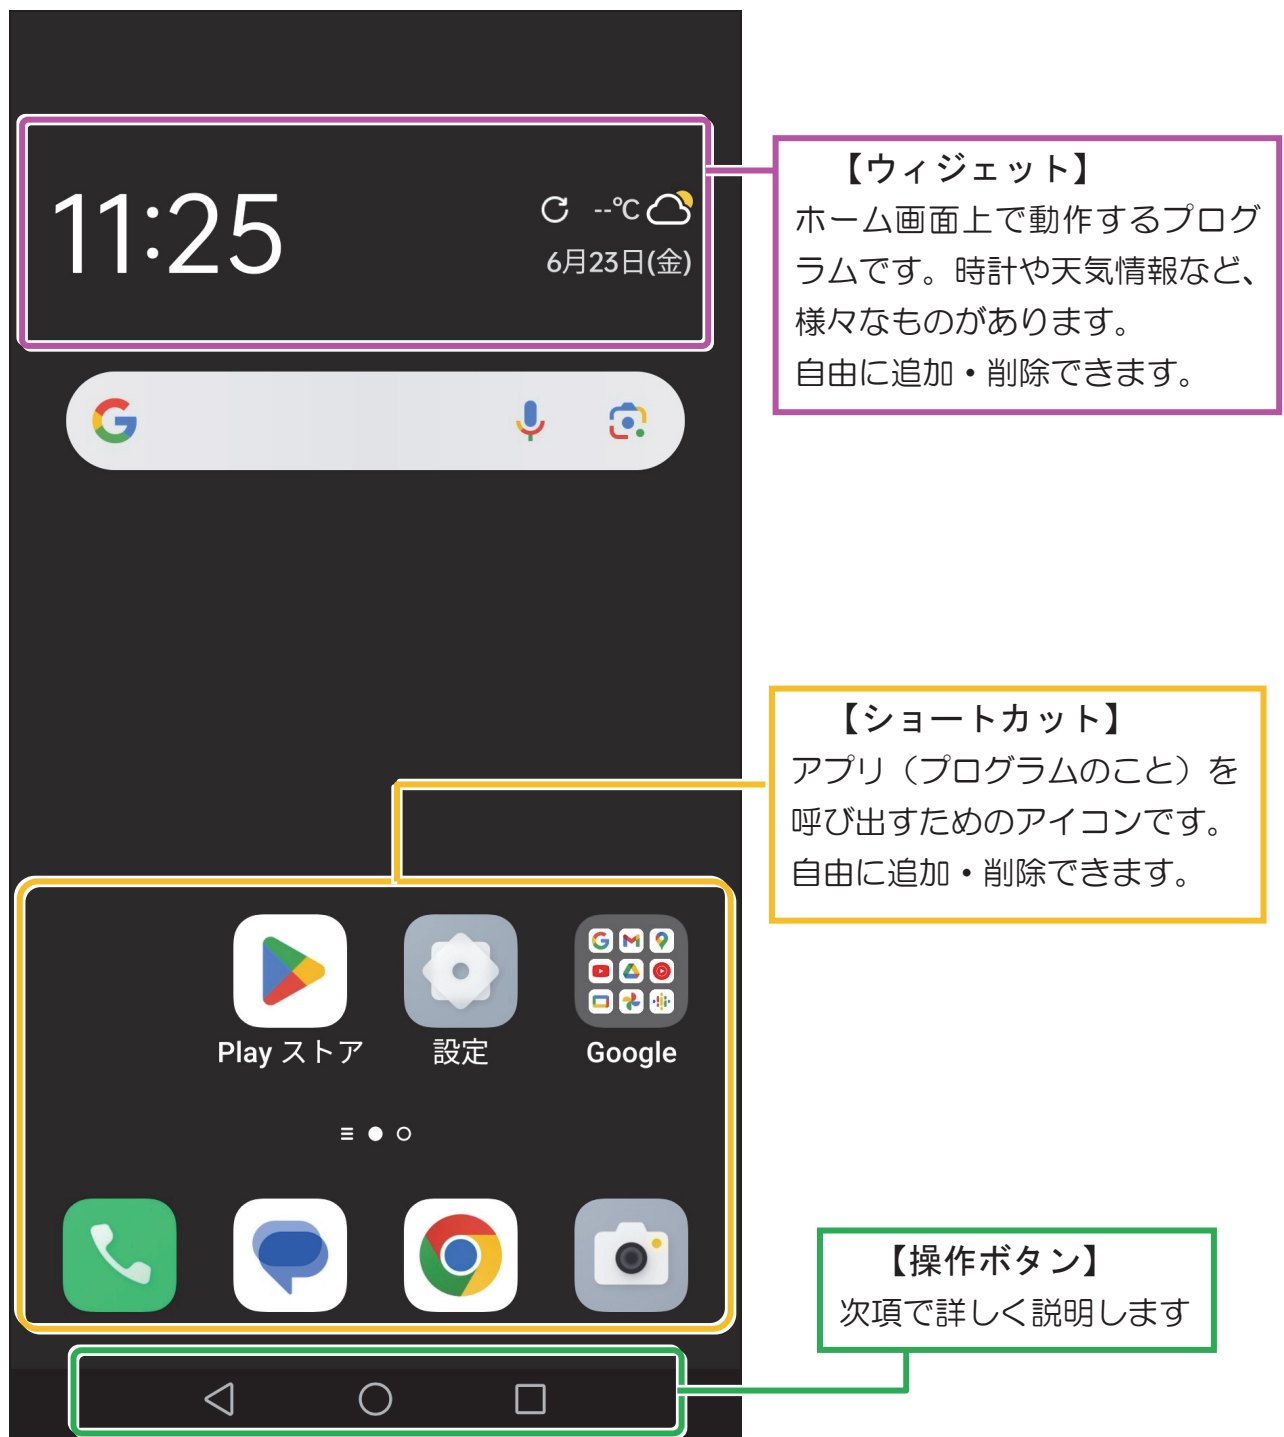 11:25
--℃
6月23日(金)
【ウィジェット】
ホーム画面上で動作するプログ
ラムです。時計や天気情報など、
様々なものがあります。
自由に追加・削除できます。
【ショートカット】
アプリ（プログラムのこと）を
呼び出すためのアイコンです。
自由に追加・削除できます。
Play ストア
設定
Google
【操作ボタン】
次項で詳しく説明します